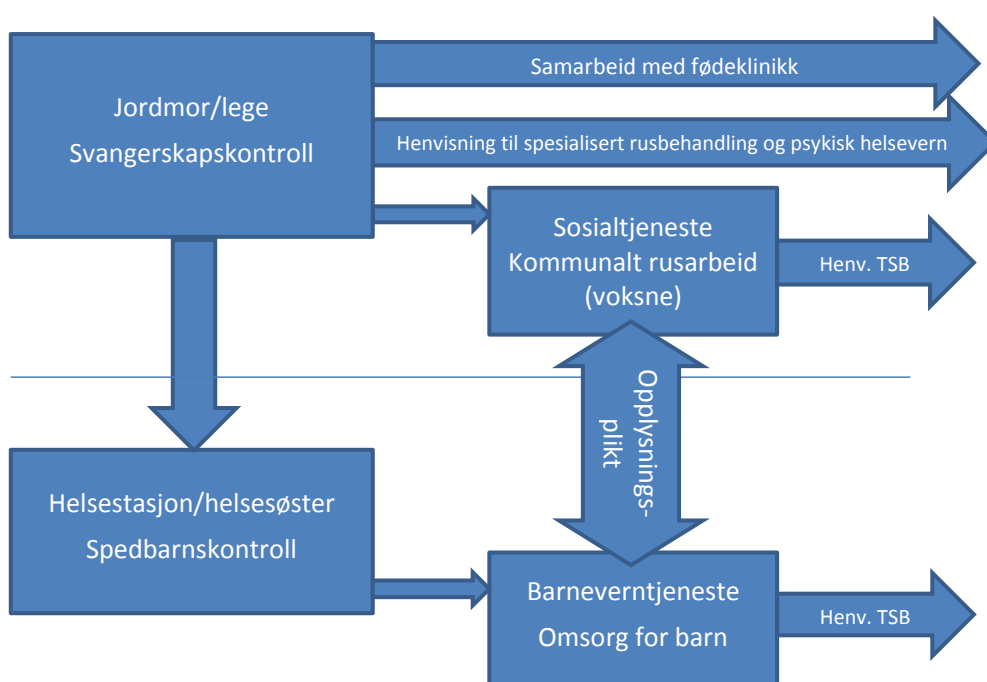 Samarbeid med fødeklinikk
Jordmor/lege
Svangerskapskontroll
Henvisning til spesialisert rusbehandling og psykisk helsevern
Sosialtjeneste
Kommunalt rusarbeid
(voksne)
Henv. TSB
Opplysnings-
plikt
Helsestasjon/helsesøster
Spedbarnskontroll
Barneverntjeneste
Omsorg for barn
Henv. TSB